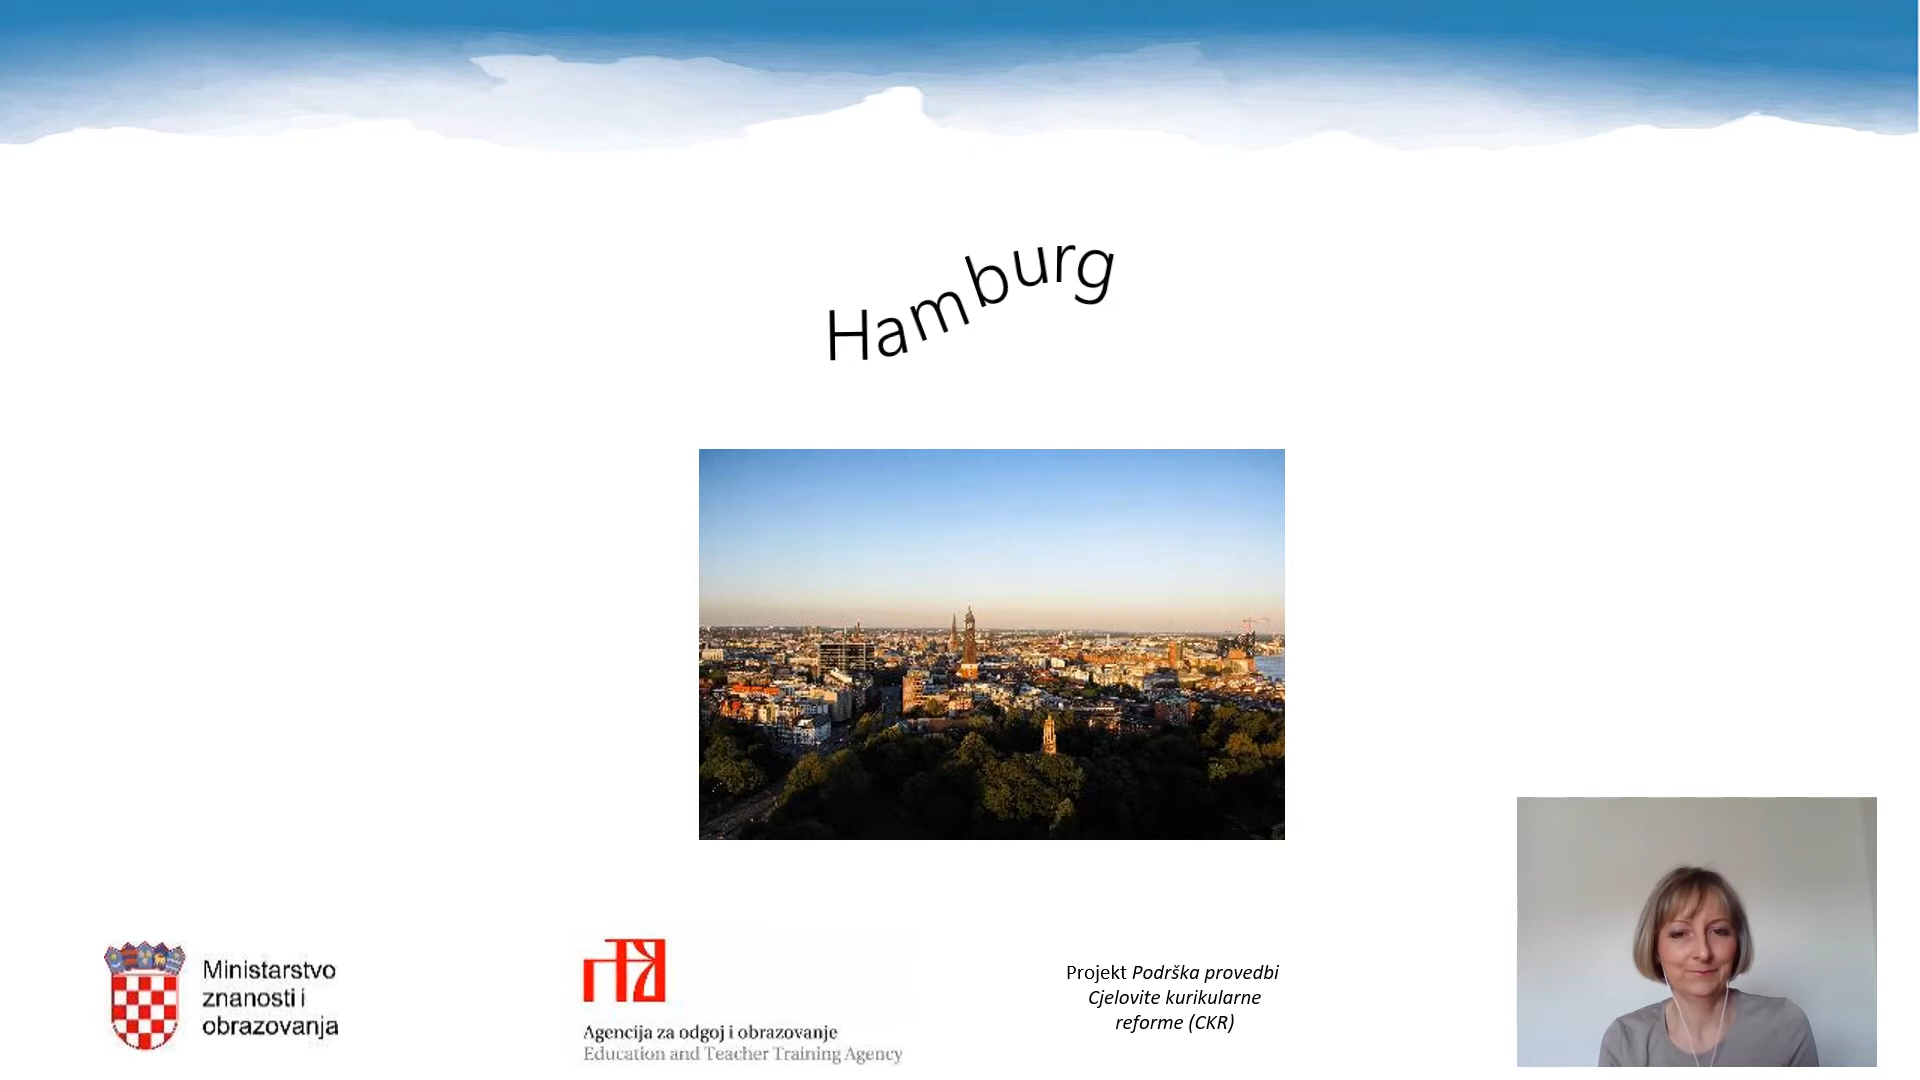 Hamburg
Ministarstvo
znanosti i
obrazovanja
Agencija za odgoj i obrazovanje
Education and Teacher Training Agency
Projekt Podrška provedbi
Cjelovite kurikularne
reforme (CKR)